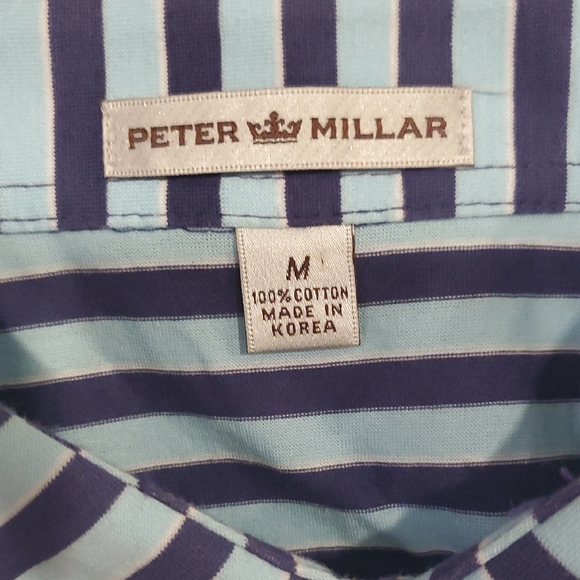 PETER MILLAR
M
100% COTTON
MADE IN
KOREA